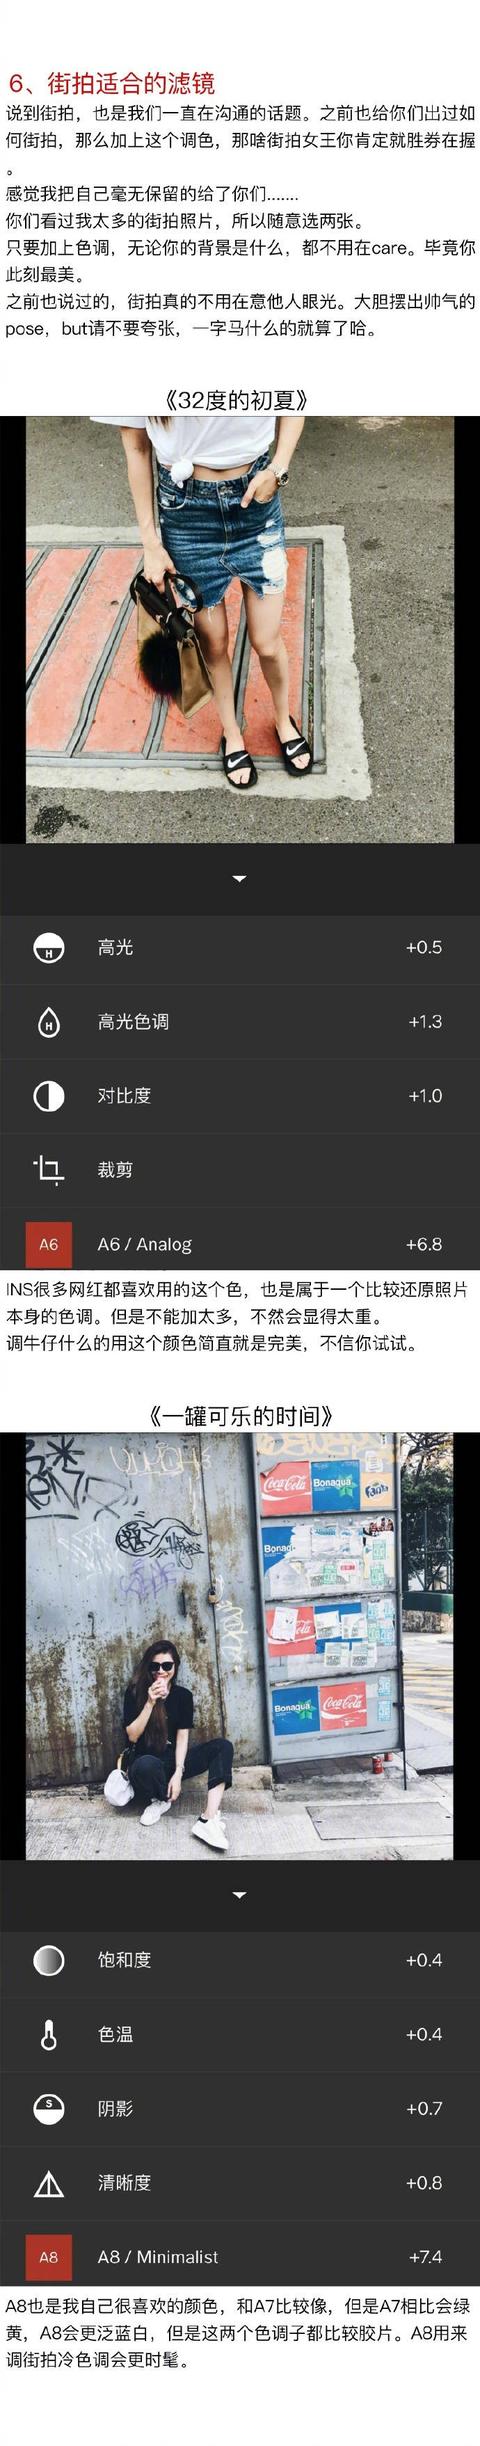 6、街拍适合的滤镜
说到街拍，也是我们一直在沟通的话题。之前也给你们出过如
何街拍，那么加上这个调色，那啥街拍女王你肯定就胜券在握
。
感觉我把自己毫无保留的给了你们.......
你们看过我太多的街拍照片，所以随意选两张。
只要加上色调，无论你的背景是什么，都不用在care。毕竟你
此刻最美。
之前也说过的，街拍真的不用在意他人眼光。大胆摆出帅气的
pose，but请不要夸张，一字马什么的就算了哈。
《32度的初夏》
H 高光 +0.5
H 高光色调 +1.3
对比度 +1.0
裁剪
A6 A6 / Analog +6.8
INS很多网红都喜欢用的这个色，也是属于一个比较还原照片
本身的色调。但是不能加太多，不然会显得太重。
调牛仔什么的用这个颜色简直就是完美，不信你试试。
《一罐可乐的时间》
Coca-Cola Bonaqua Fanta
Bonaq
Bonaqua Coca-Cola
饱和度 +0.4
色温 +0.4
S 阴影 +0.7
清晰度 +0.8
A8 A8 / Minimalist +7.4
A8也是我自己很喜欢的颜色，和A7比较像，但是A7相比会绿
黄，A8会更泛蓝白，但是这两个色调子都比较胶片。A8用来
调街拍冷色调会更时髦。